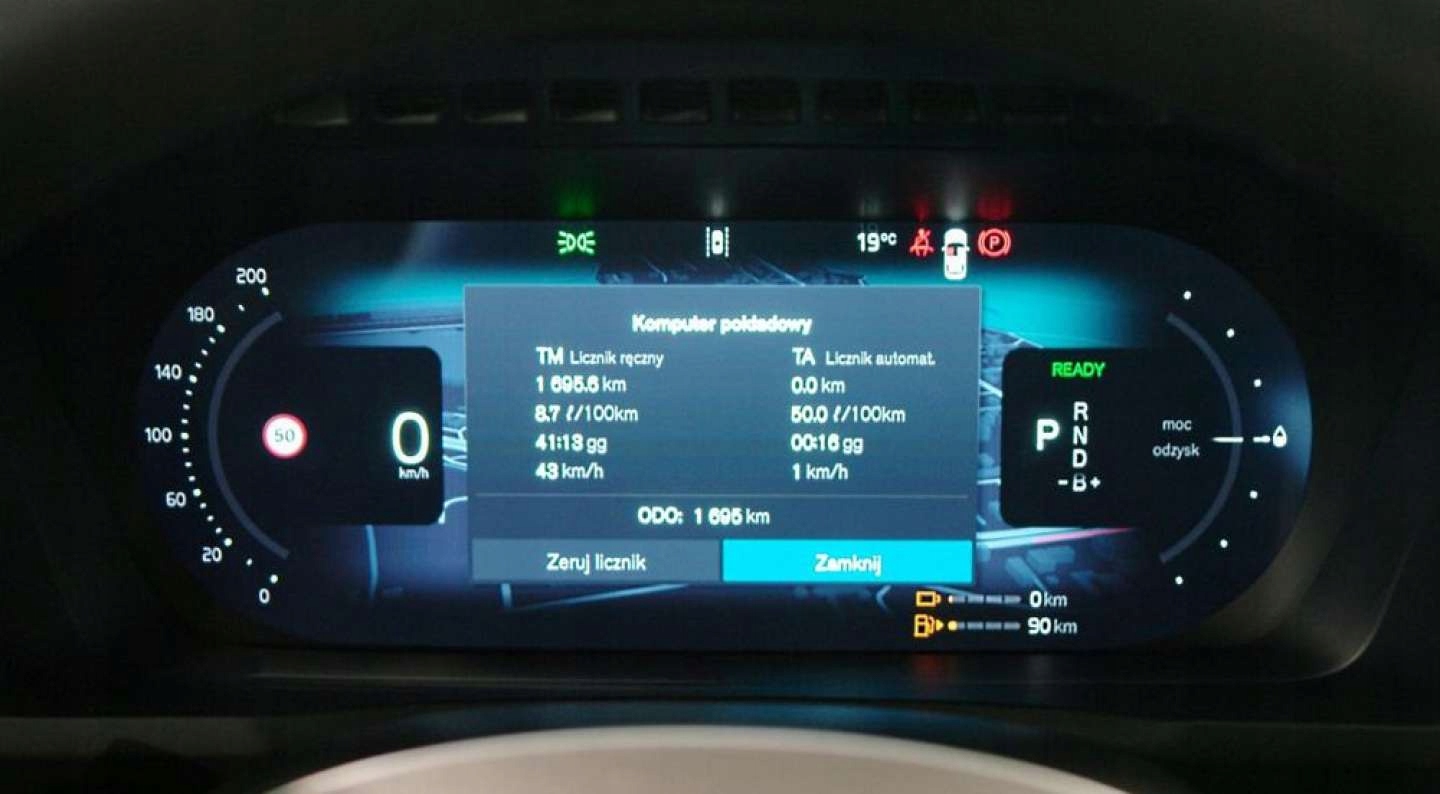 19°C
P
200
180
140
100
60
20
0
50
0
km/h
Komputer pokładowy
TM Licznik ręczny
1 695.6 km
8.7 ℓ/100km
41:13 gg
43 km/h
TA Licznik automat.
0.0 km
50.0 ℓ/100km
00:16 gg
1 km/h
ODO: 1 695 km
Zeruj licznik
Zamknij
READY
P
R
N
D
-B+
moc
odzysk
0 km
90 km